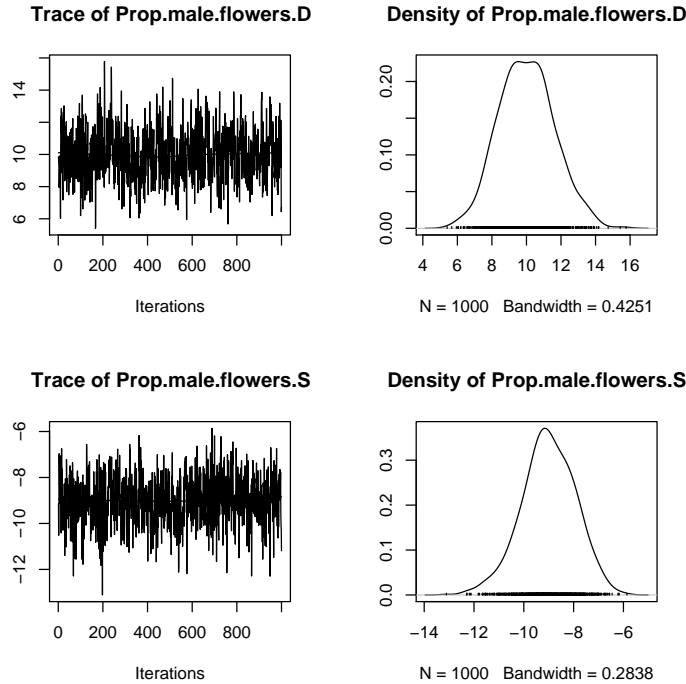 Trace of Prop.male.flowers.D
14
10
8
6
0 200 400 600 800
Iterations
Density of Prop.male.flowers.D
0.20
0.10
0.00
4 6 8 10 12 14 16
N = 1000 Bandwidth = 0.4251
Trace of Prop.male.flowers.S
−6
−8
−10
−12
0 200 400 600 800
Iterations
Density of Prop.male.flowers.S
0.3
0.2
0.1
0.0
−14 −12 −10 −8 −6
N = 1000 Bandwidth = 0.2838